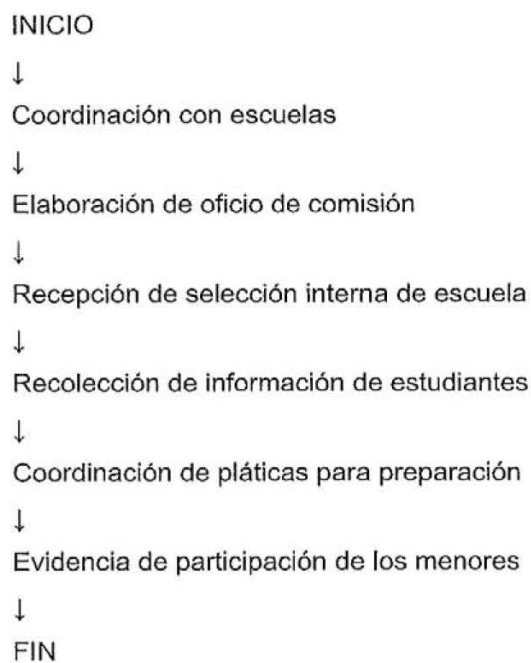 INICIO
↓
Coordinación con escuelas
↓
Elaboración de oficio de comisión
↓
Recepción de selección interna de escuela
↓
Recolección de información de estudiantes
↓
Coordinación de pláticas para preparación
↓
Evidencia de participación de los menores
↓
FIN